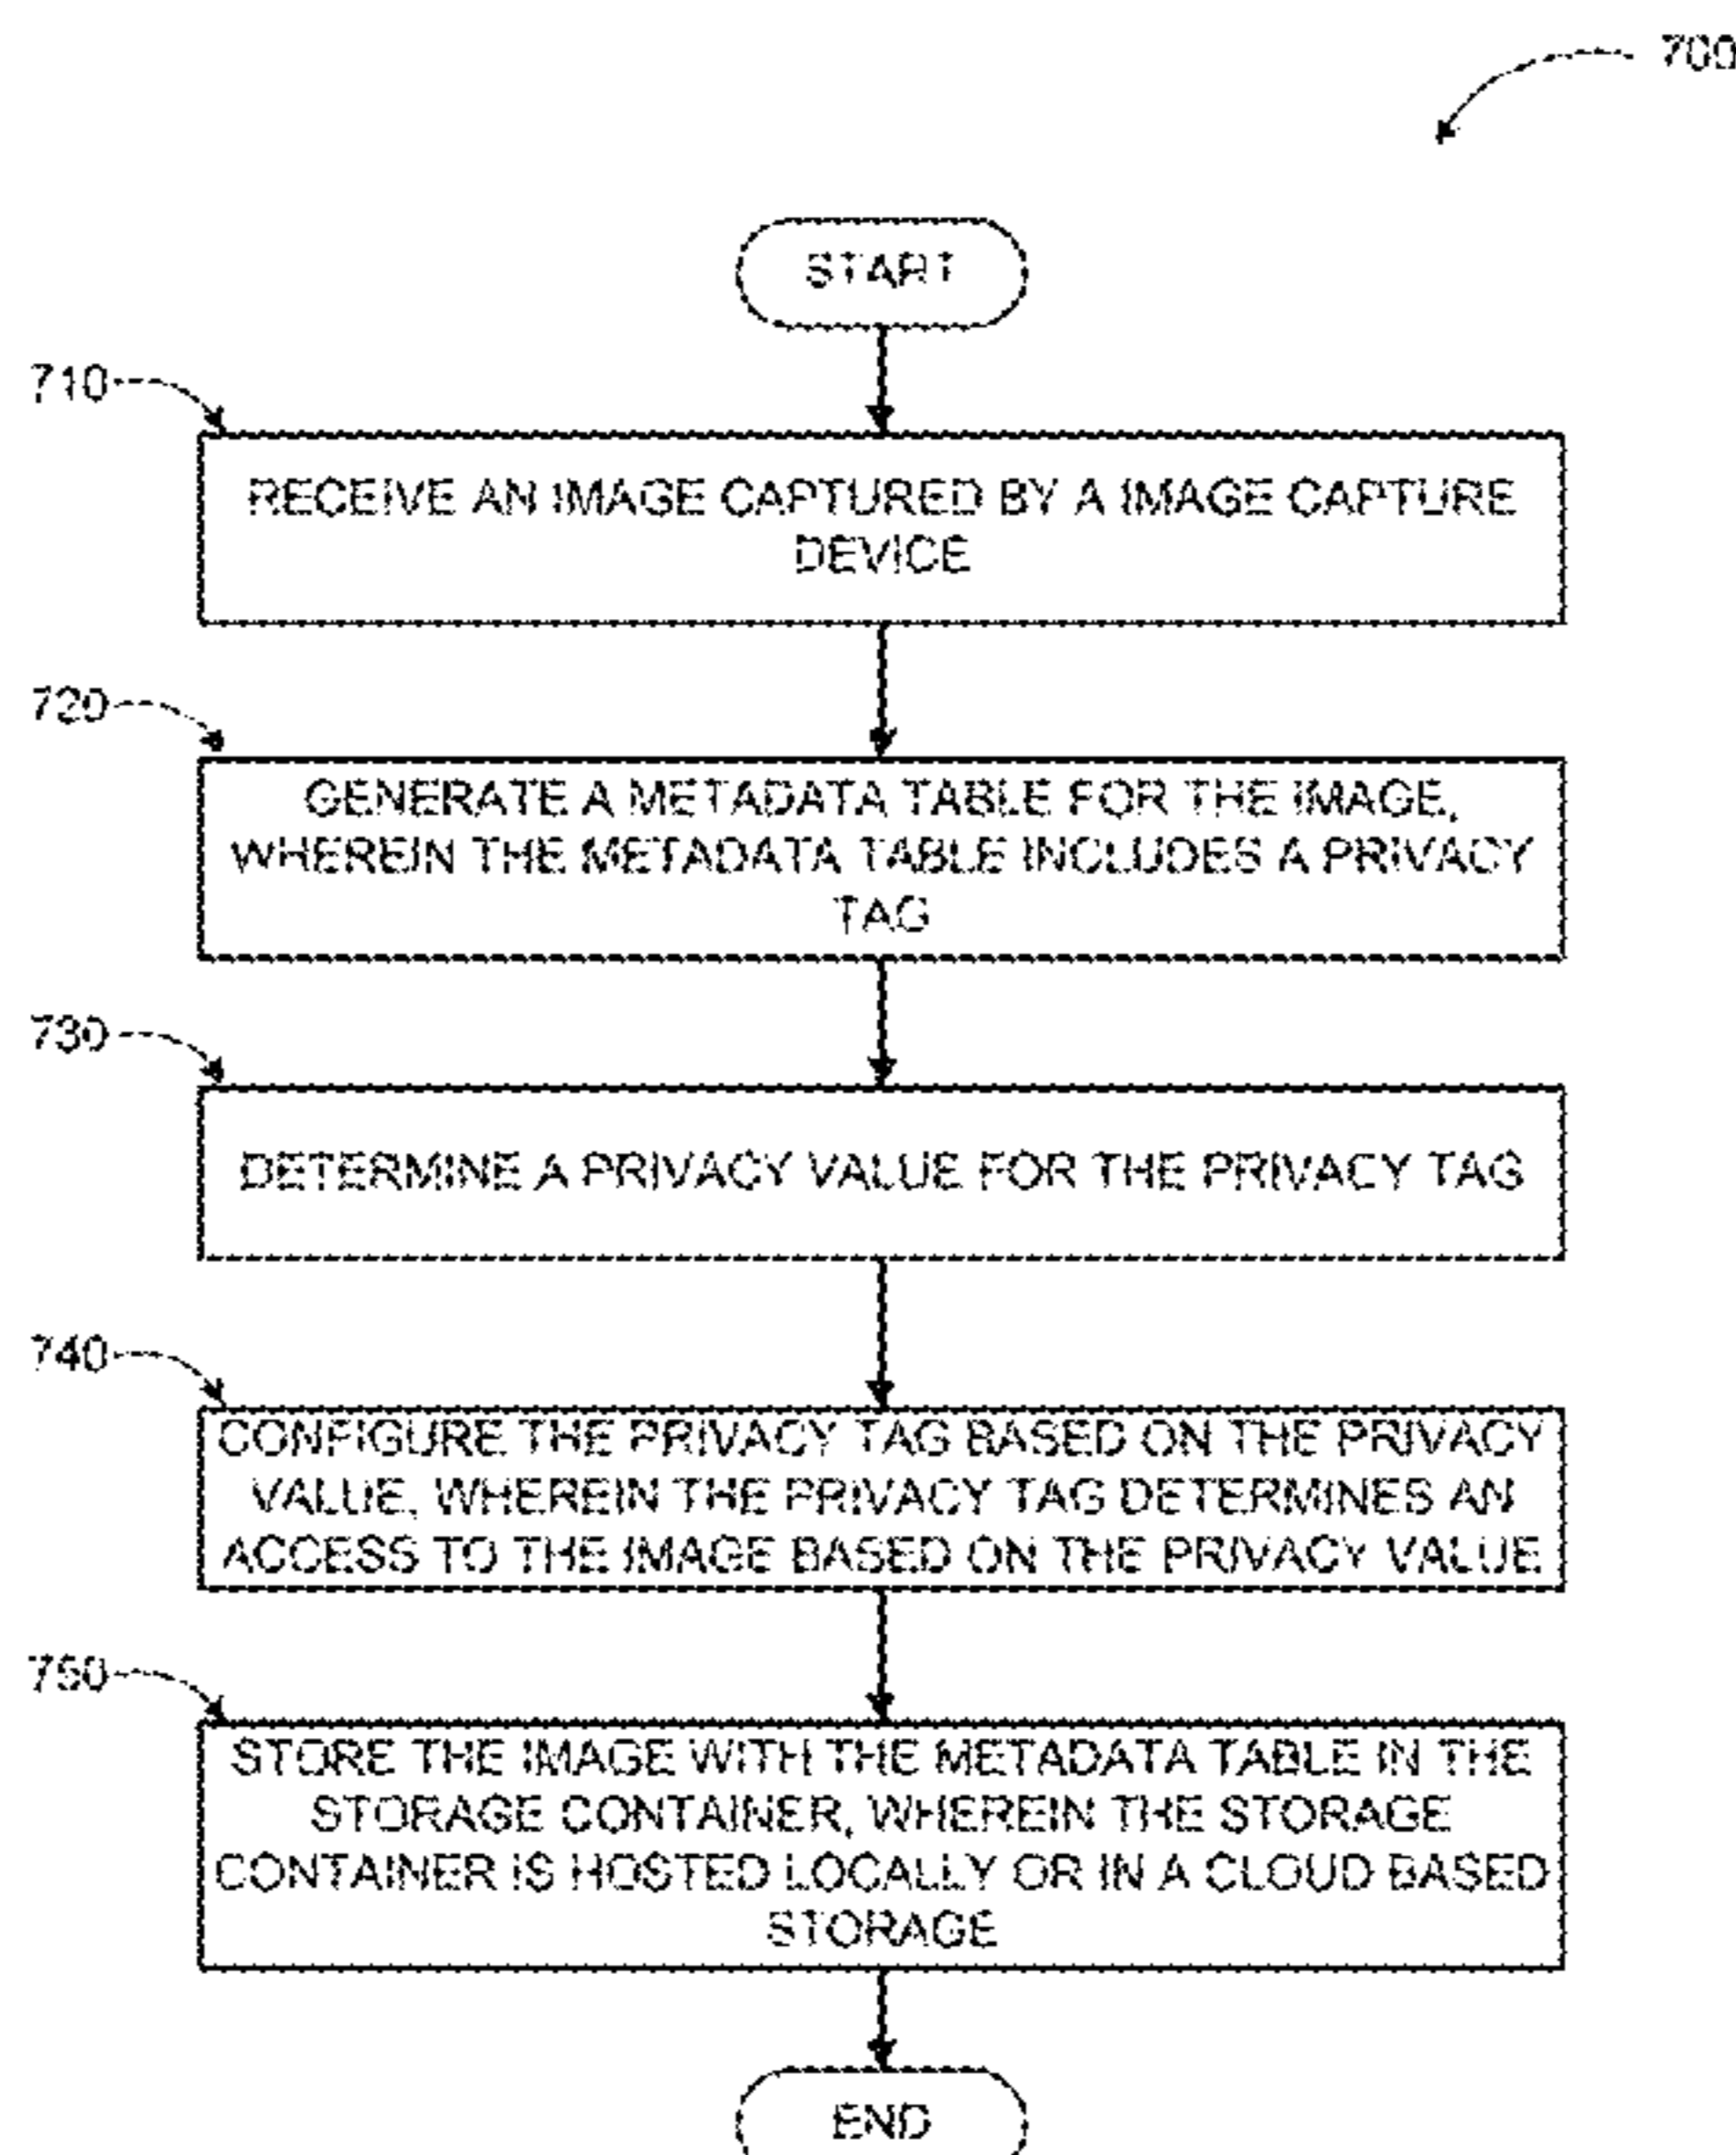 700
START
710
RECEIVE AN IMAGE CAPTURED BY A IMAGE CAPTURE
DEVICE
720
GENERATE A METADATA TABLE FOR THE IMAGE,
WHEREIN THE METADATA TABLE INCLUDES A PRIVACY
TAG
730
DETERMINE A PRIVACY VALUE FOR THE PRIVACY TAG
740
CONFIGURE THE PRIVACY TAG BASED ON THE PRIVACY
VALUE, WHEREIN THE PRIVACY TAG DETERMINES AN
ACCESS TO THE IMAGE BASED ON THE PRIVACY VALUE
750
STORE THE IMAGE WITH THE METADATA TABLE IN THE
STORAGE CONTAINER, WHEREIN THE STORAGE
CONTAINER IS HOSTED LOCALLY OR IN A CLOUD BASED
STORAGE
END